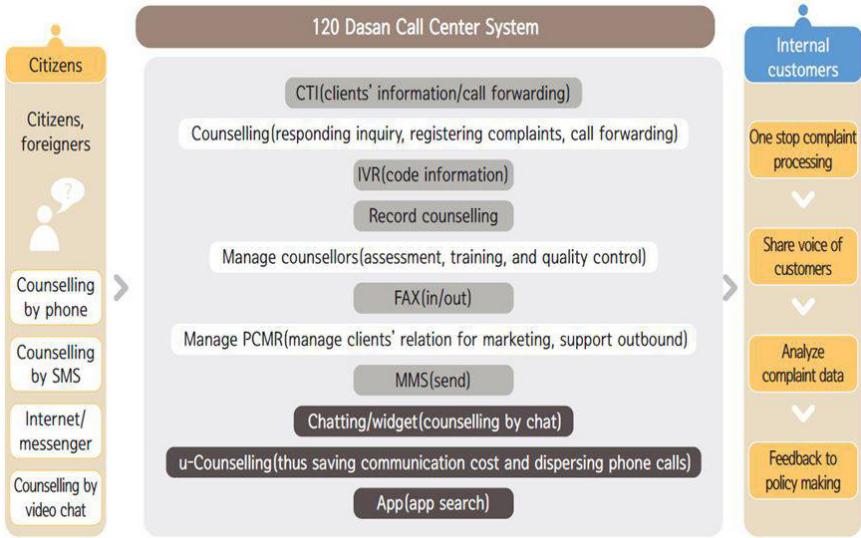 120 Dasan Call Center System
Citizens
Citizens,
foreigners
?
Counselling
by phone
Counselling
by SMS
Internet/
messenger
Counselling by
video chat
CTI(clients' information/call forwarding)
Counselling(responding inquiry, registering complaints, call forwarding)
IVR(code information)
Record counselling
Manage counsellors(assessment, training, and quality control)
FAX(in/out)
Manage PCMR(manage clients' relation for marketing, support outbound)
MMS(send)
Chatting/widget(counselling by chat)
u-Counselling(thus saving communication cost and dispersing phone calls)
App(app search)
Internal
customers
One stop complaint
processing
Share voice of
customers
Analyze
complaint data
Feedback to
policy making